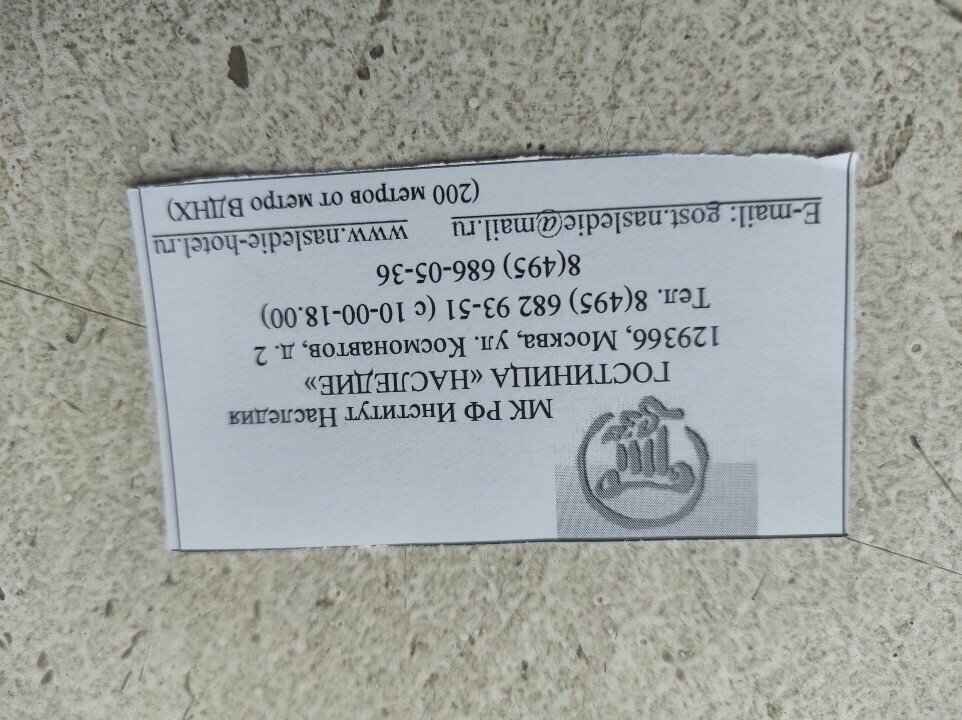 МК РФ Институт Наследия
ГОСТИНИЦА «НАСЛЕДИЕ»
129366, Москва, ул. Космонавтов, д. 2
Тел. 8(495) 682 93-51 (с 10-00-18.00)
8(495) 686-05-36
E-mail: gost.nasledie@mail.ru www.nasledie-hotel.ru
(200 метров от метро ВДНХ)